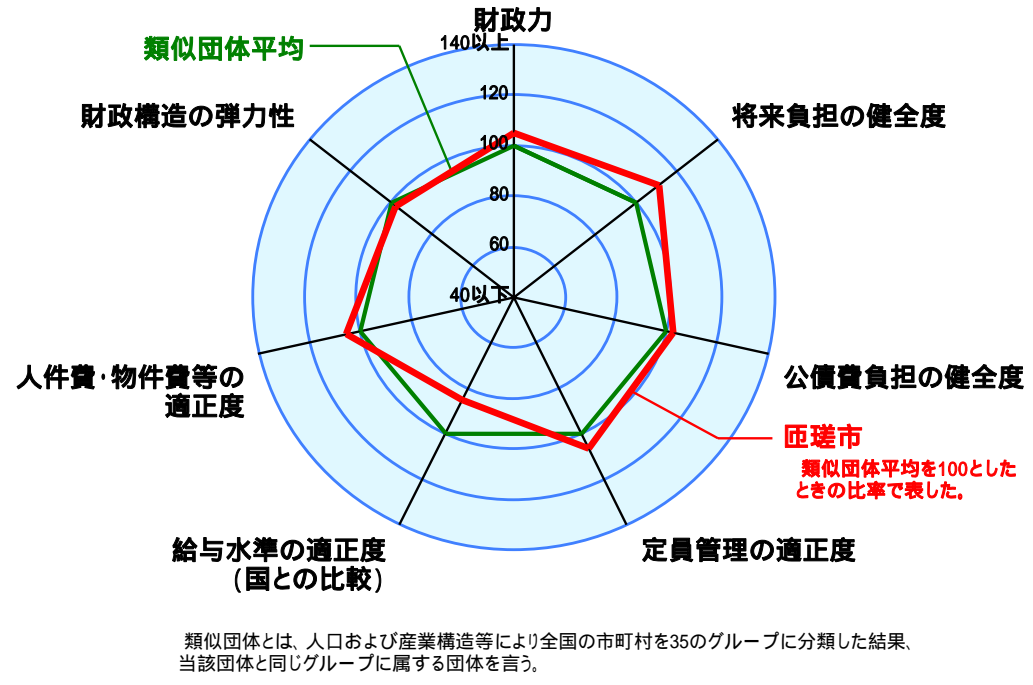 財政力
140以上
類似団体平均
120
財政構造の弾力性
将来負担の健全度
100
80
60
40以下
人件費・物件費等の
適正度
公債費負担の健全度
匝瑳市
類似団体平均を100とした
ときの比率で表した。
給与水準の適正度
(国との比較)
定員管理の適正度
類似団体とは、人口および産業構造等により全国の市町村を35のグループに分類した結果、
当該団体と同じグループに属する団体を言う。